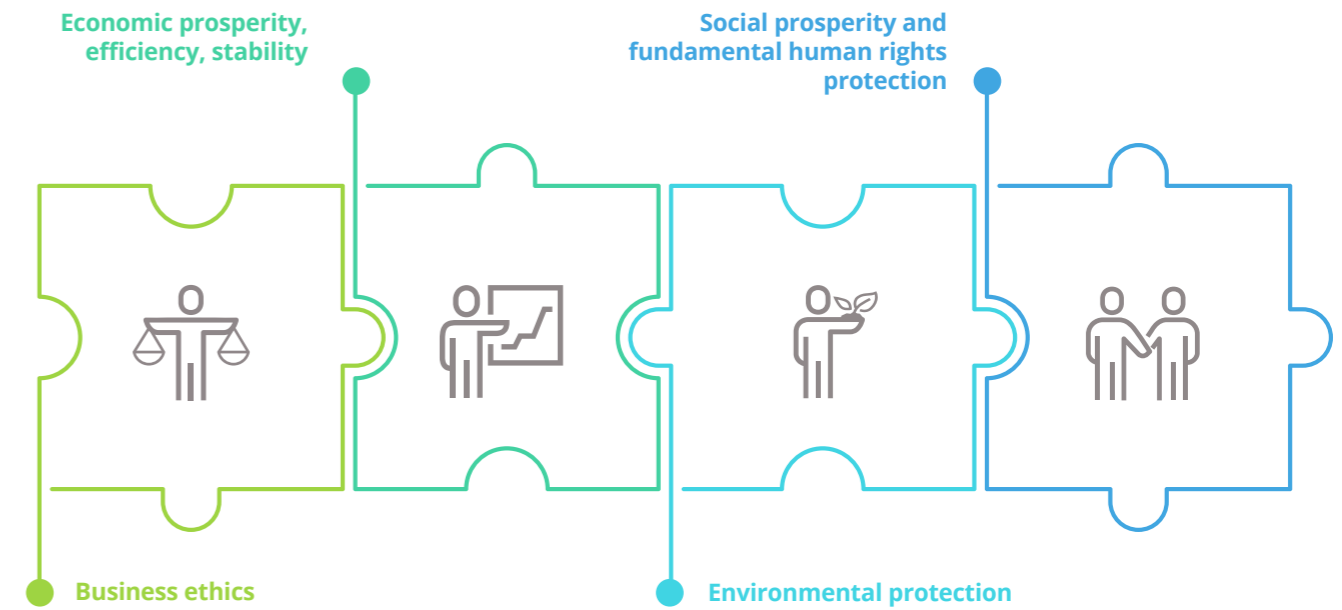 Economic prosperity,
efficiency, stability
Social prosperity and
fundamental human rights
protection
Business ethics
Environmental protection